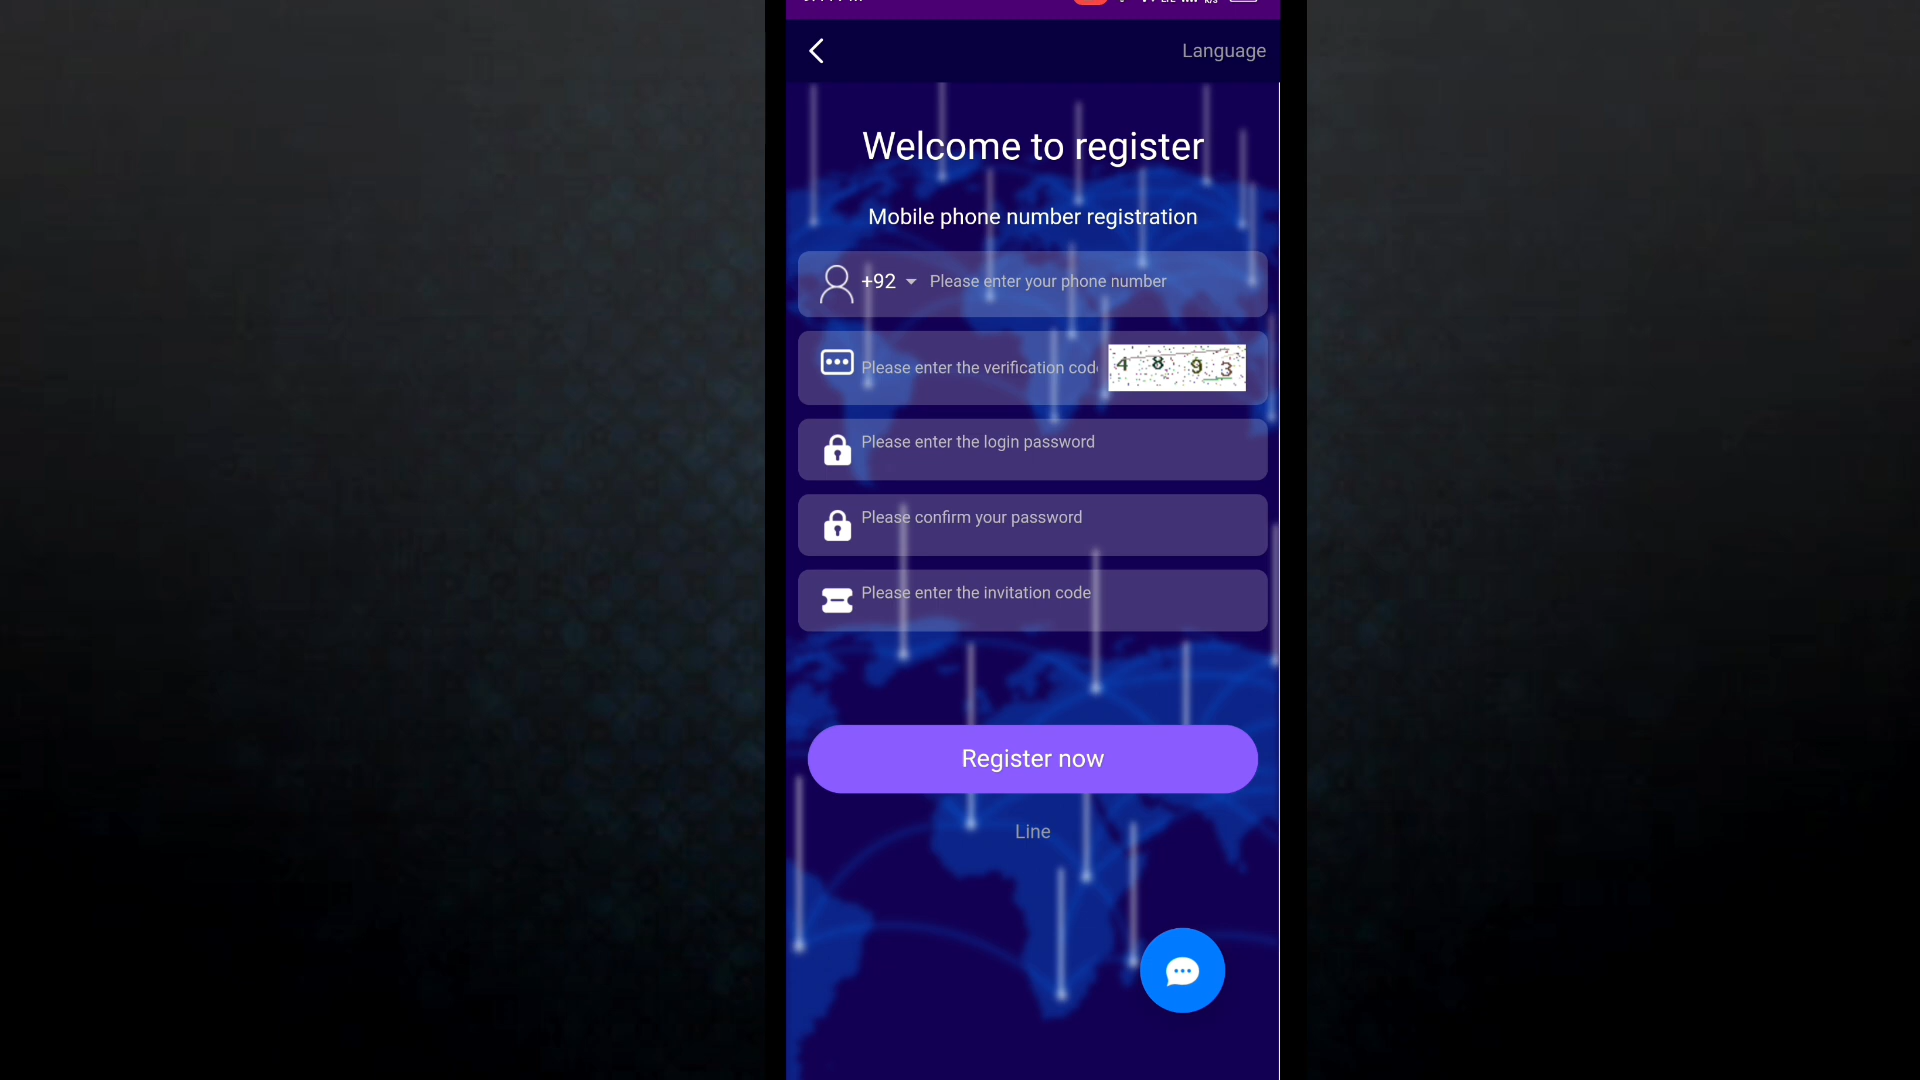 Language
Welcome to register
Mobile phone number registration
+92 Please enter your phone number
Please enter the verification cod
4 8 9 3
Please enter the login password
Please confirm your password
Please enter the invitation code
Register now
Line